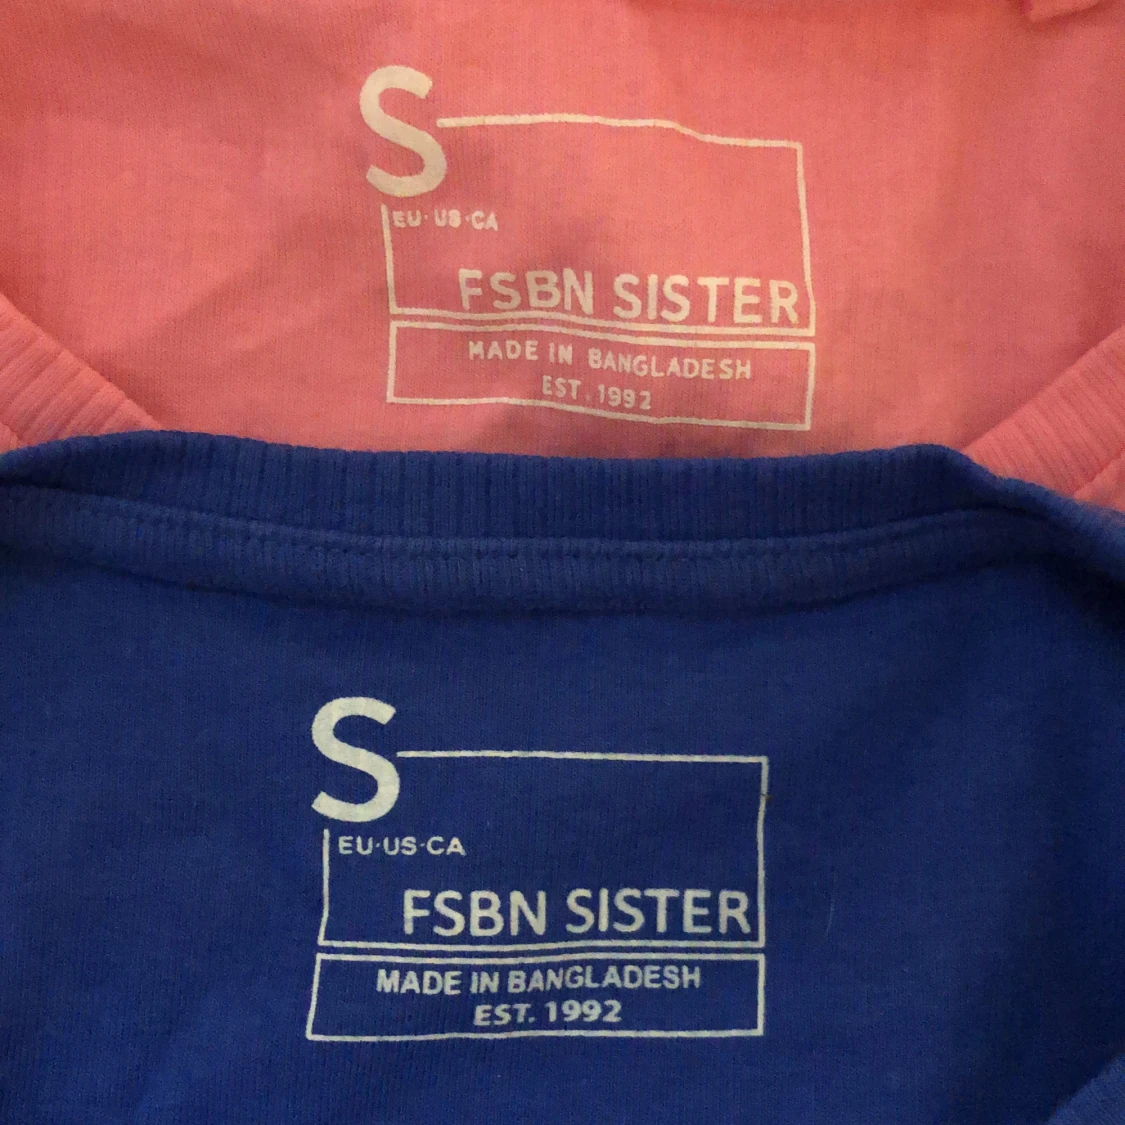 S
EU·US·CA
FSBN SISTER
MADE IN BANGLADESH
EST. 1992
S
EU·US·CA
FSBN SISTER
MADE IN BANGLADESH
EST. 1992